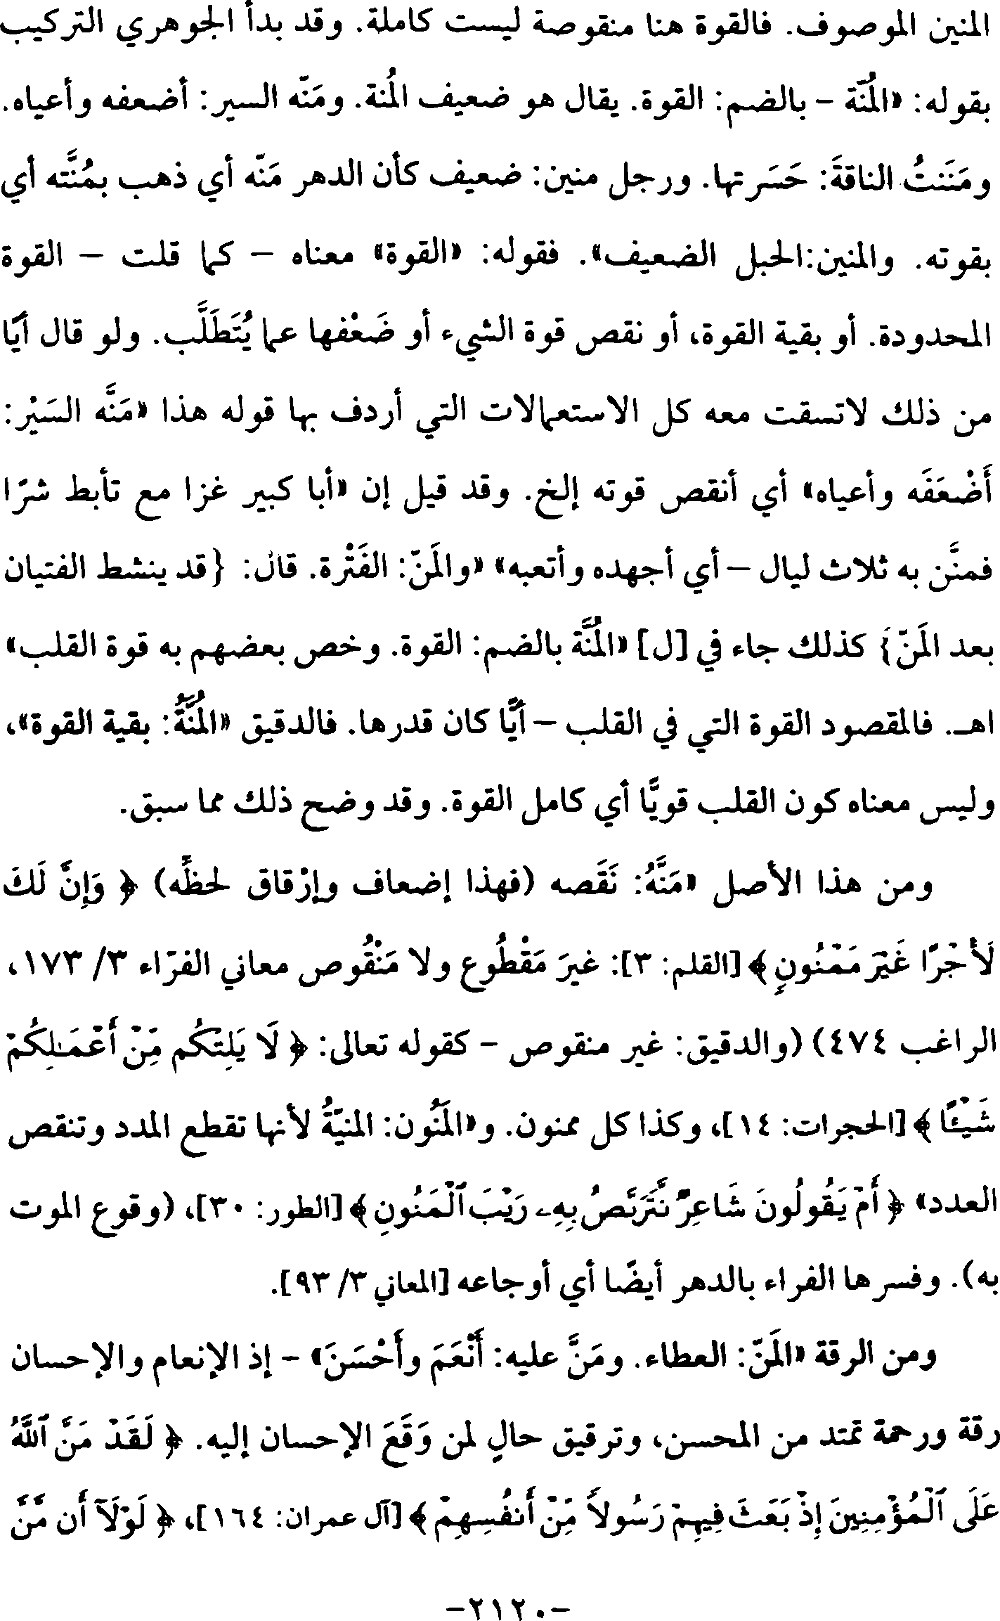 المنين الموصوف. فالقوة هنا منقوصة ليست كاملة. وقد بدأ الجوهري التركيب
بقوله: «المُنّة – بالضم: القوة. يقال هو ضعيف المُنة. ومَنّه السير: أضعفه وأعياه.
ومَنَنتُ الناقةَ: حَسَرتها. ورجل منين: ضعيف كأن الدهر مَنّه أي ذهب بمُنَّته أي
بقوته. والمنين:الحبل الضعيف». فقوله: «القوة» معناه – كما قلت – القوة
المحدودة. أو بقية القوة، أو نقص قوة الشيء أو ضَعْفها عما يُتَطَلَّب. ولو قال أيًا
من ذلك لاتسقت معه كل الاستعمالات التي أردف بها قوله هذا «مَنَّه السَيْر:
أَضْعَفَه وأعياه» أي أنقص قوته إلخ. وقد قيل إن «أبا كبير غزا مع تأبط شرًا
فمنَّن به ثلاث ليال – أي أجهده وأتعبه» «والمَنّ: الفَتْرة. قال: {قد ينشط الفتيان
بعد المَنّ} كذلك جاء في [ل] «المُنَّة بالضم: القوة. وخص بعضهم به قوة القلب»
اهـ. فالمقصود القوة التي في القلب – أيًّا كان قدرها. فالدقيق «المُنَّةُ: بقية القوة»،
وليس معناه كون القلب قويًّا أي كامل القوة. وقد وضح ذلك مما سبق.
ومن هذا الأصل «مَنَّهُ: نَقَصه (فهذا إضعاف وإرْقاق لحظّه) ﴿ وَإِنَّ لَكَ
لَأَجْرًا غَيْرَ مَمْنُونٍ ﴾ [القلم: ٣]: غيرَ مَقْطُوع ولا مَنْقُوص معاني الفرّاء ٣/ ١٧٣،
الراغب ٤٧٤) (والدقيق: غير منقوص – كقوله تعالى: ﴿ لَا يَلِتْكُم مِّنْ أَعْمَـٰلِكُمْ
شَيْـًٔا ﴾ [الحجرات: ١٤]، وكذا كل ممنون. و«المَنُون: المنيّةُ لأنها تقطع المدد وتنقص
العدد» ﴿ أَمْ يَقُولُونَ شَاعِرٌ نَّتَرَبَّصُ بِهِۦ رَيْبَ ٱلْمَنُونِ ﴾ [الطور: ٣٠]، (وقوع الموت
به). وفسرها الفراء بالدهر أيضًا أي أوجاعه [المعاني ٣/ ٩٣].
ومن الرقة «المَنّ: العطاء. ومَنَّ عليه: أَنْعَمَ وأَحْسَنَ» – إذ الإنعام والإحسان
رقة ورحمة تمتد من المحسن، وترقيق حالٍ لمن وَقَعَ الإحسان إليه. ﴿ لَقَدْ مَنَّ ٱللَّهُ
عَلَى ٱلْمُؤْمِنِينَ إِذْ بَعَثَ فِيهِمْ رَسُولاً مِّنْ أَنفُسِهِمْ ﴾ [آل عمران: ١٦٤]، ﴿ لَوْلَآ أَن مَّنَّ
-٢١٢٠-